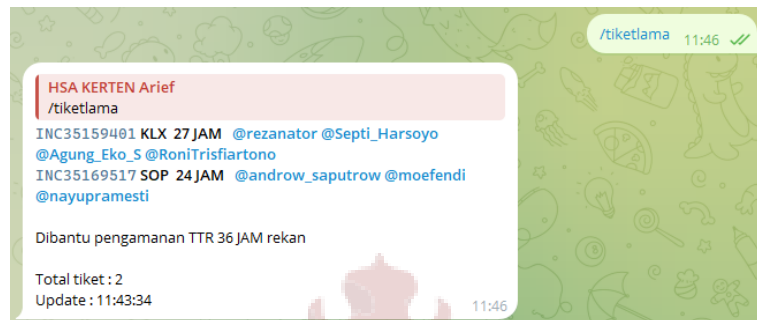 /tiketlama 11:46
HSA KERTEN Arief
/tiketlama
INC35159401 KLX 27 JAM @rezanator @Septi_Harsoyo
@Agung_Eko_S @RoniTrisfiartono
INC35169517 SOP 24 JAM @androw_saputrow @moefendi
@nayupramesti
Dibantu pengamanan TTR 36 JAM rekan
Total tiket : 2
Update : 11:43:34
11:46